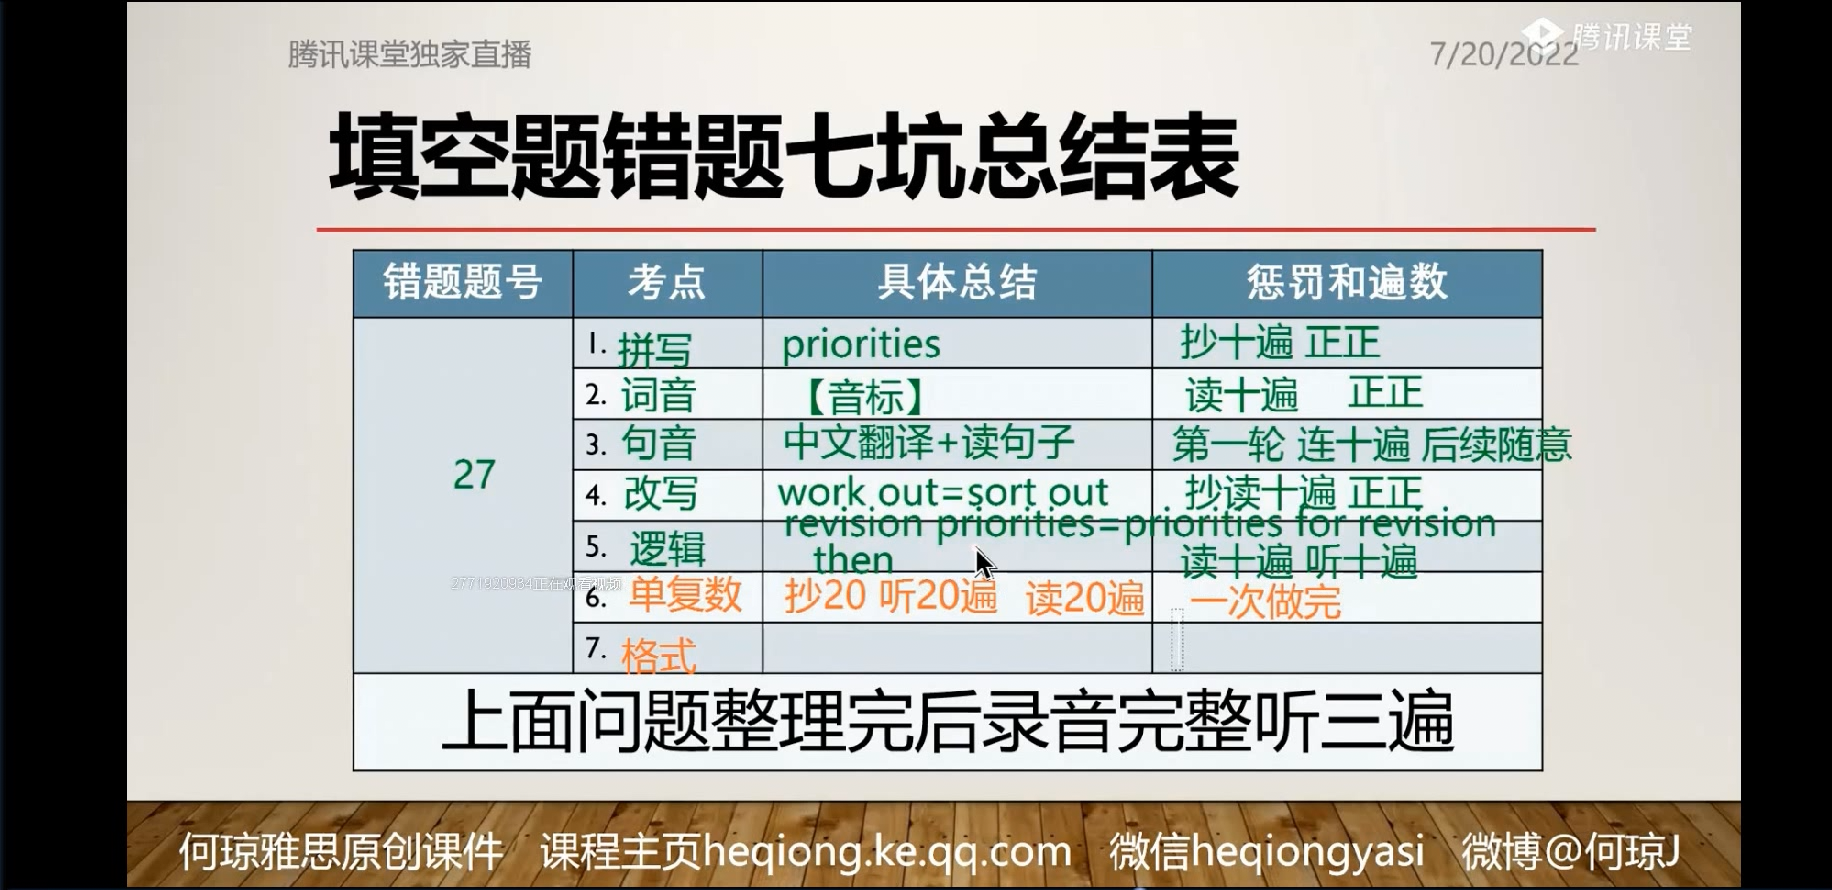 腾讯课堂独家直播
7/20/2022
腾讯课堂
填空题错题七坑总结表
错题题号 考点 具体总结 惩罚和遍数
27
1. 拼写 priorities 抄十遍 正正
2. 词音 【音标】 读十遍 正正
3. 句音 中文翻译+读句子 第一轮 连十遍 后续随意
4. 改写 work out=sort out 抄读十遍 正正
revision priorities=priorities for revision
5. 逻辑 then 读十遍 听十遍
2771920934正在观看视频
6. 单复数 抄20 听20遍 读20遍 一次做完
7. 格式
上面问题整理完后录音完整听三遍
何琼雅思原创课件 课程主页heqiong.ke.qq.com 微信heqiongyasi 微博@何琼J